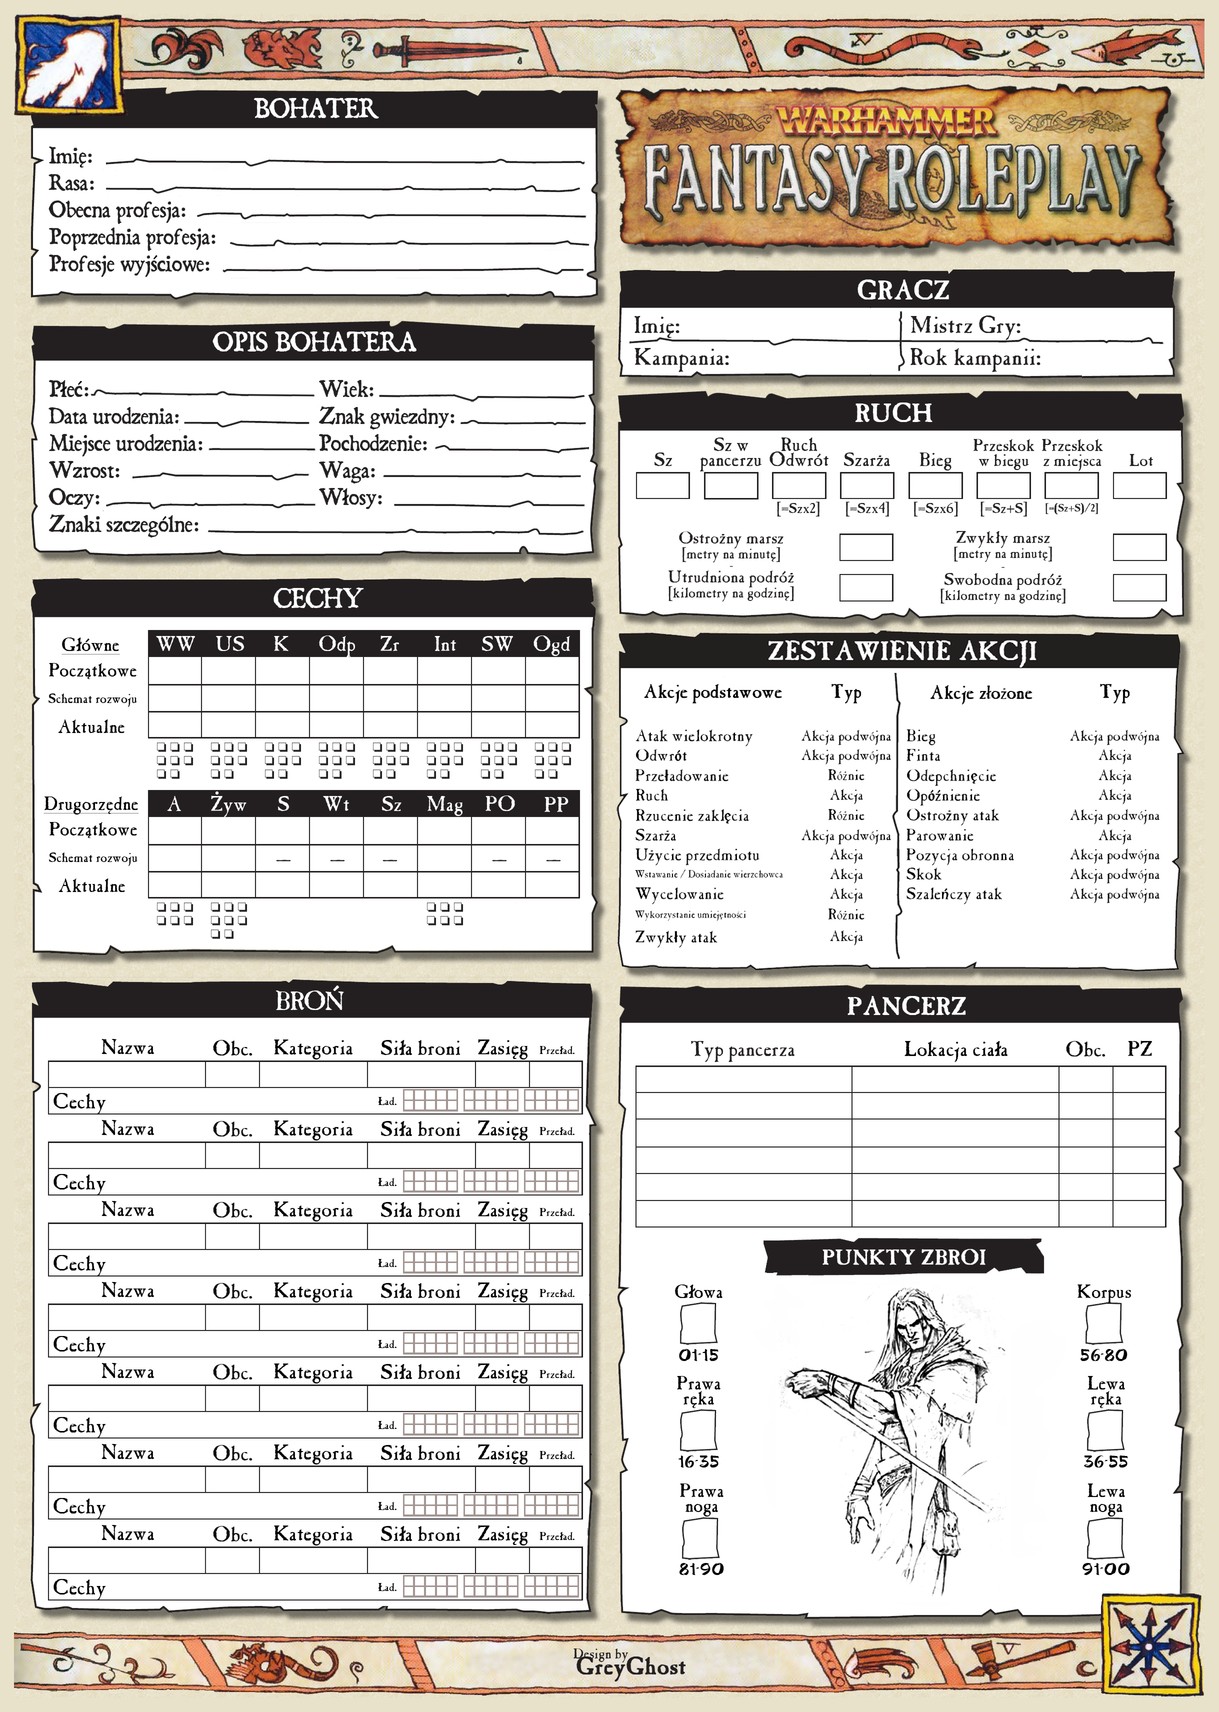 BOHATER
Imię:
Rasa:
Obecna profesja:
Poprzednia profesja:
Profesje wyjściowe:
WARHAMMER
FANTASY ROLEPLAY
GRACZ
Imię: Mistrz Gry:
Kampania: Rok kampanii:
OPIS BOHATERA
Płeć: Wiek:
Data urodzenia: Znak gwiezdny:
Miejsce urodzenia: Pochodzenie:
Wzrost: Waga:
Oczy: Włosy:
Znaki szczególne:
RUCH
Sz Sz w pancerzu Ruch Odwrót Szarża Bieg Przeskok w biegu Przeskok z miejsca Lot
[=Szx2] [=Szx4] [=Szx6] [=Sz+S] [=(Sz+S)/2]
Ostrożny marsz Zwykły marsz
[metry na minutę] [metry na minutę]
Utrudniona podróż Swobodna podróż
[kilometry na godzinę] [kilometry na godzinę]
CECHY
Główne WW US K Odp Zr Int SW Ogd
Początkowe
Schemat rozwoju
Aktualne
Drugorzędne A Żyw S Wt Sz Mag PO PP
Początkowe
Schemat rozwoju — — — — —
Aktualne
ZESTAWIENIE AKCJI
Akcje podstawowe Typ Akcje złożone Typ
Atak wielokrotny Akcja podwójna Bieg Akcja podwójna
Odwrót Akcja podwójna Finta Akcja
Przeładowanie Różnie Odepchnięcie Akcja
Ruch Akcja Opóźnienie Akcja
Rzucenie zaklęcia Różnie Ostrożny atak Akcja podwójna
Szarża Akcja podwójna Parowanie Akcja
Użycie przedmiotu Akcja Pozycja obronna Akcja podwójna
Wstawanie / Dosiadanie wierzchowca Akcja Skok Akcja podwójna
Wycelowanie Akcja Szaleńczy atak Akcja podwójna
Wykorzystanie umiejętności Różnie
Zwykły atak Akcja
BROŃ
Nazwa Obc. Kategoria Siła broni Zasięg Przeład.
Cechy Ład.
Nazwa Obc. Kategoria Siła broni Zasięg Przeład.
Cechy Ład.
Nazwa Obc. Kategoria Siła broni Zasięg Przeład.
Cechy Ład.
Nazwa Obc. Kategoria Siła broni Zasięg Przeład.
Cechy Ład.
Nazwa Obc. Kategoria Siła broni Zasięg Przeład.
Cechy Ład.
Nazwa Obc. Kategoria Siła broni Zasięg Przeład.
Cechy Ład.
Nazwa Obc. Kategoria Siła broni Zasięg Przeład.
Cechy Ład.
PANCERZ
Typ pancerza Lokacja ciała Obc. PZ
PUNKTY ZBROI
Głowa Korpus
01-15 56-80
Prawa Lewa
ręka ręka
16-35 36-55
Prawa Lewa
noga noga
81-90 91-00
Design by
GreyGhost